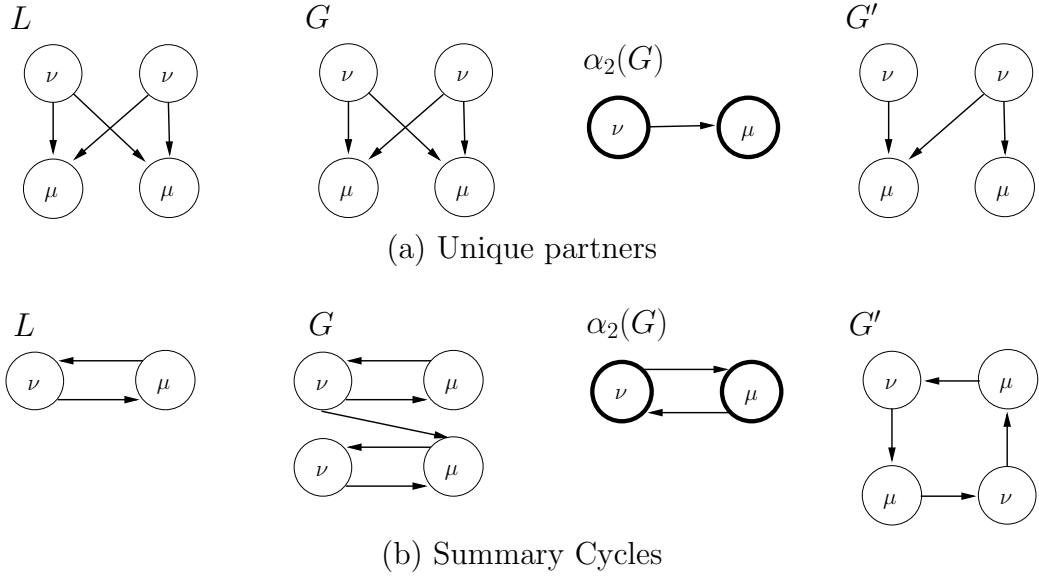 L G α₂(G) G′
ν ν ν ν ν μ ν ν
μ μ μ μ μ μ
(a) Unique partners
L G α₂(G) G′
ν μ ν μ ν μ ν μ
ν μ μ ν
(b) Summary Cycles